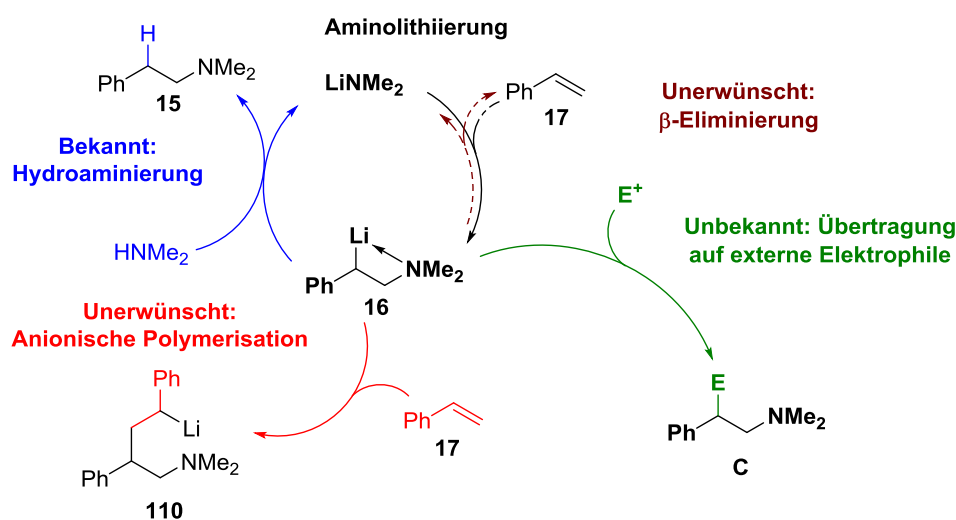 Aminolithiierung
H
Ph
NMe2
15
LiNMe2
Ph
17
Unerwünscht:
β-Eliminierung
Bekannt:
Hydroaminierung
HNMe2
Li
Ph
NMe2
16
E+
Unbekannt: Übertragung
auf externe Elektrophile
Unerwünscht:
Anionische Polymerisation
Ph
Li
Ph
NMe2
110
Ph
17
E
Ph
NMe2
C